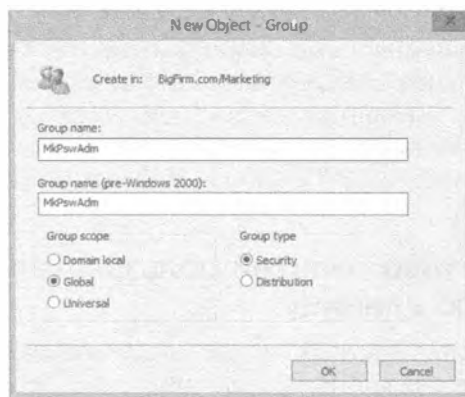 New Object - Group
Create in: BigFirm.com/Marketing
Group name:
MkPswAdm
Group name (pre-Windows 2000):
MkPswAdm
Group scope
Domain local
Global
Universal
Group type
Security
Distribution
OK
Cancel